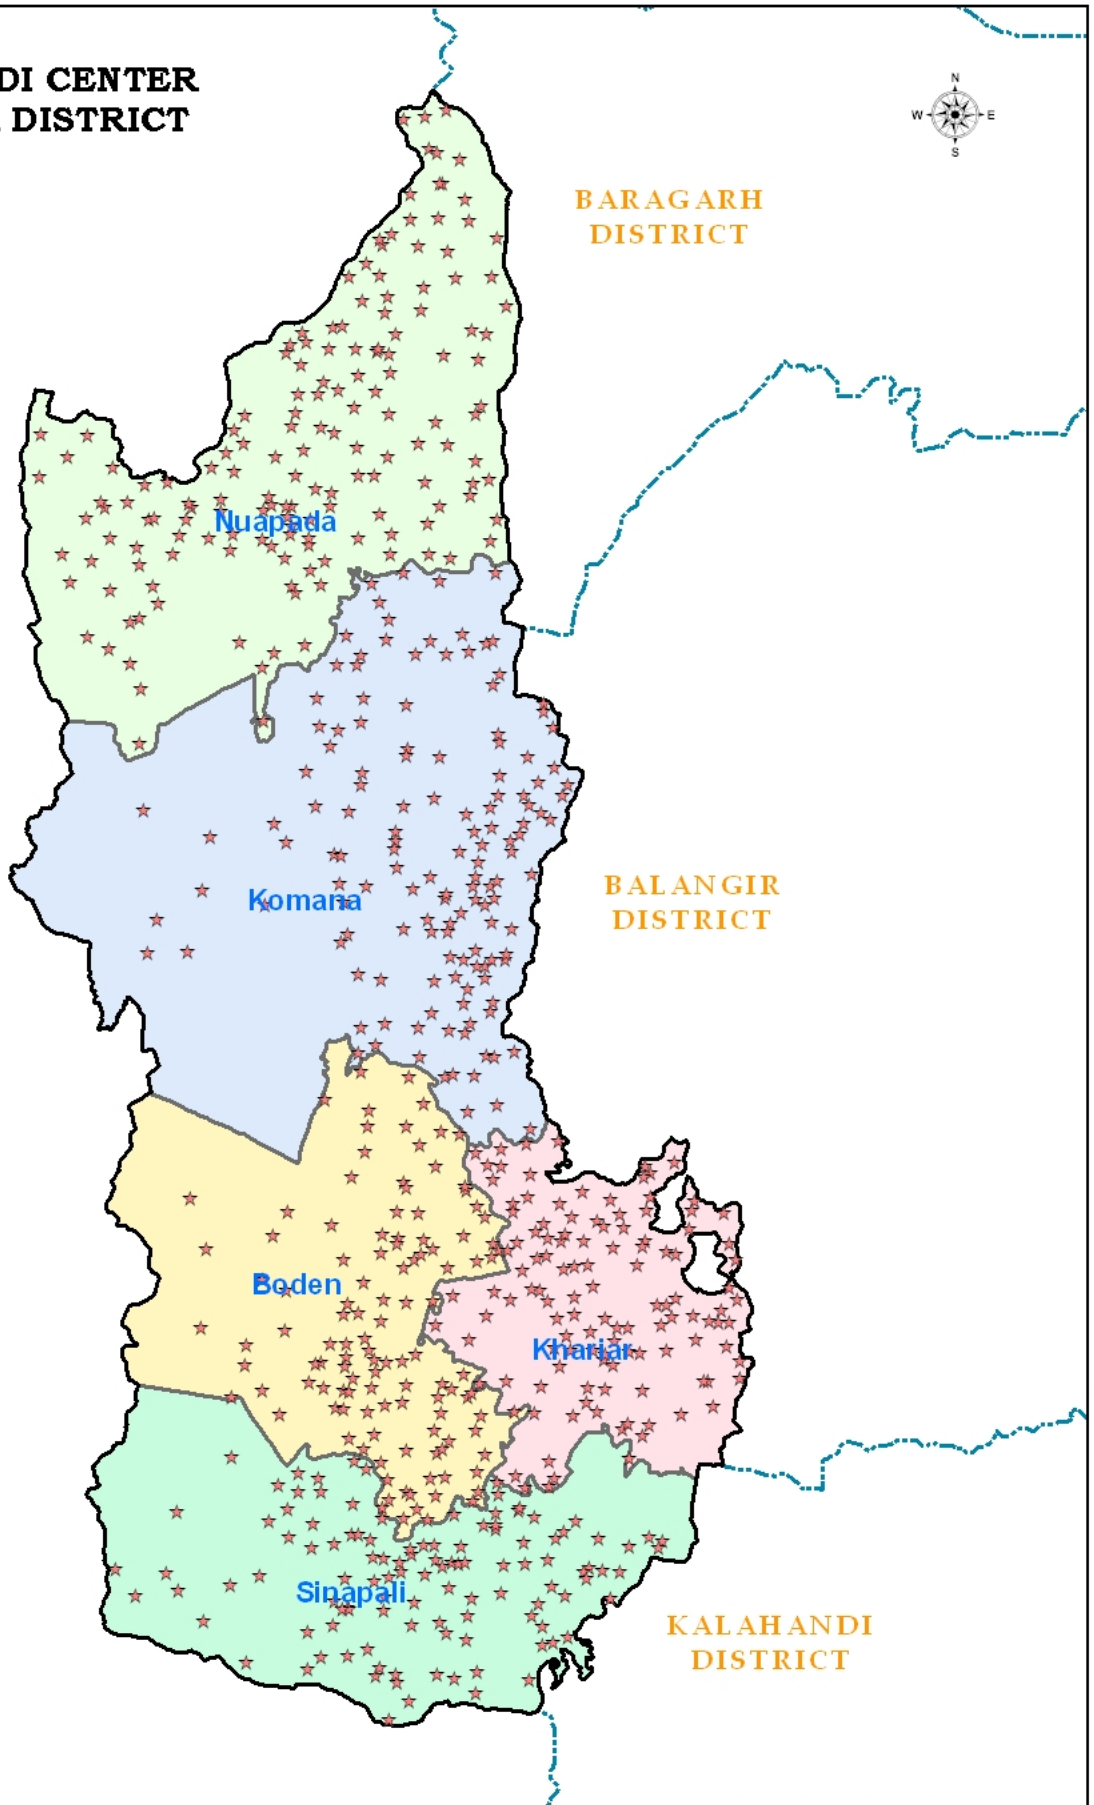 DI CENTER
DISTRICT
N
W E
S
BARAGARH
DISTRICT
Nuapada
BALANGIR
DISTRICT
Komana
Boden
Khariar
Sinapali
KALAHANDI
DISTRICT